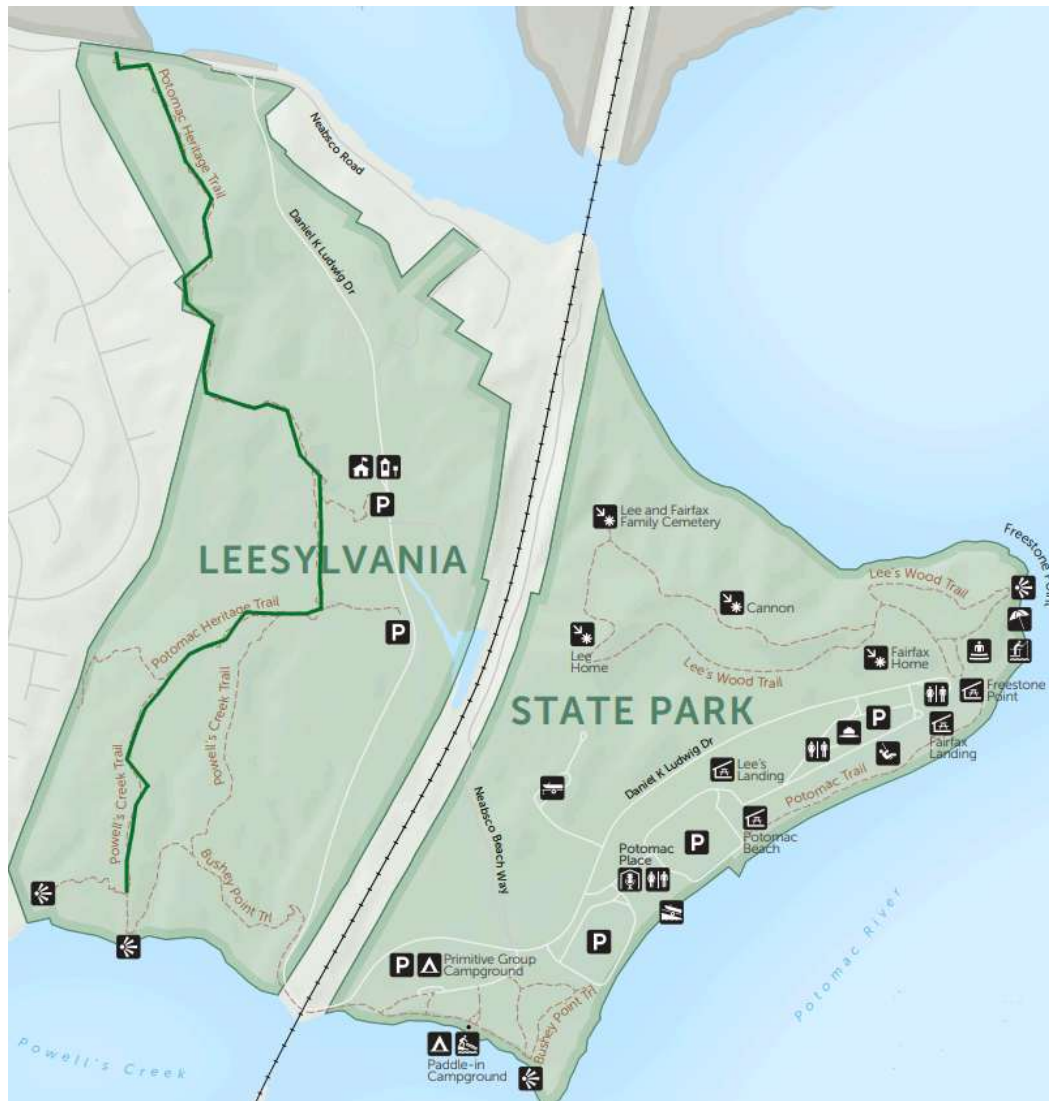 Potomac Heritage Trail
Neabsco Road
Daniel K Ludwig Dr
P
LEESYLVANIA
Lee and Fairfax
Family Cemetery
Freestone Point
Lee's Wood Trail
Cannon
Potomac Heritage Trail
P
Lee
Home
Fairfax
Home
Lee's Wood Trail
Freestone
Point
STATE PARK
P
Fairfax
Landing
Powell's Creek Trail
Daniel K Ludwig Dr
Lee's
Landing
Potomac Trail
Powell's Creek Trail
Neabsco Beach Way
Potomac
Beach
P
Potomac
Place
Bushey Point Trl
Potomac River
P
P
Primitive Group
Campground
Bushey Point Trl
Powell's Creek
Paddle-in
Campground